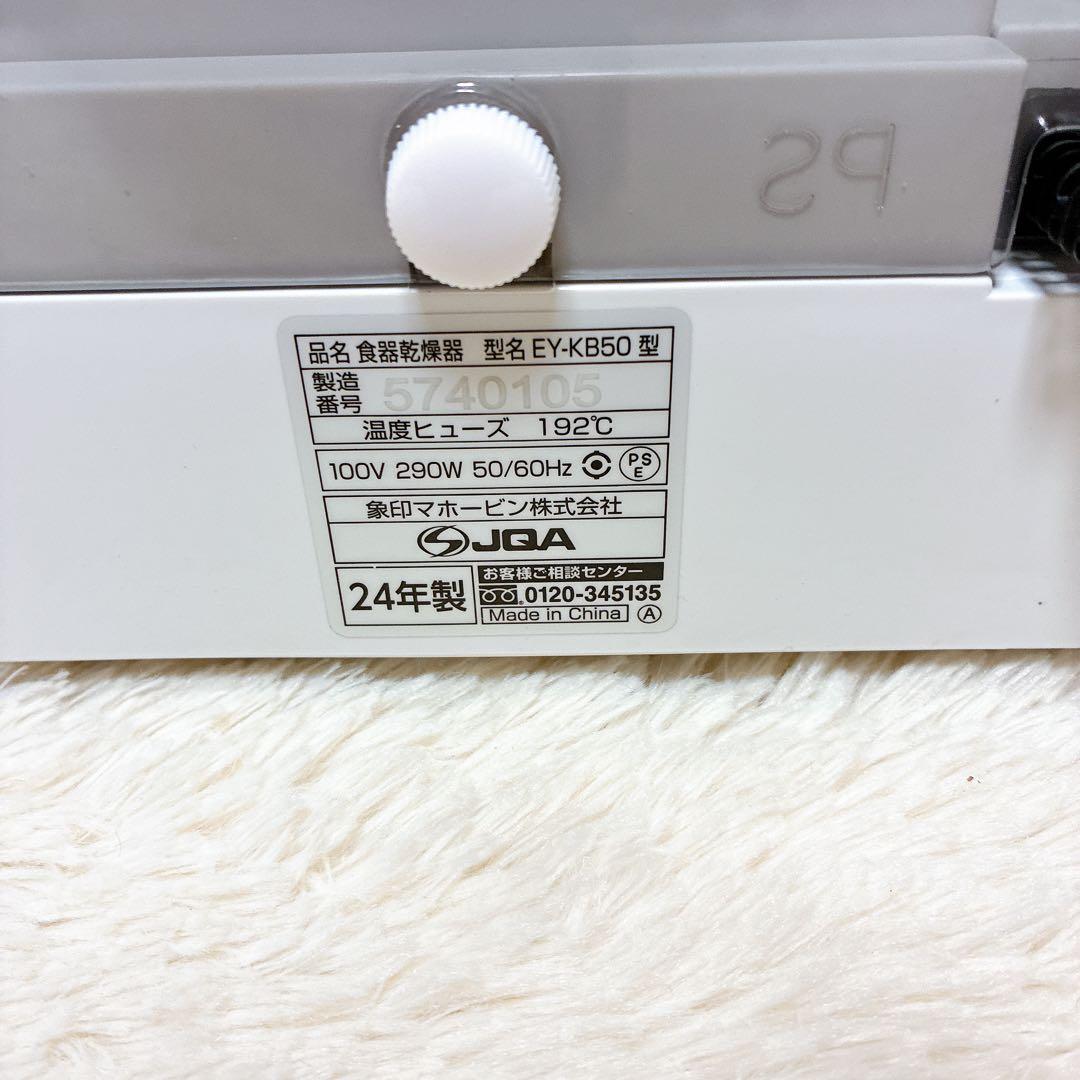 PS
品名 食器乾燥器 型名 EY-KB50 型
製造
番号 5740105
温度ヒューズ 192℃
100V 290W 50/60Hz PS E
象印マホービン株式会社
JQA
24年製
お客様ご相談センター
0120-345135
Made in China A